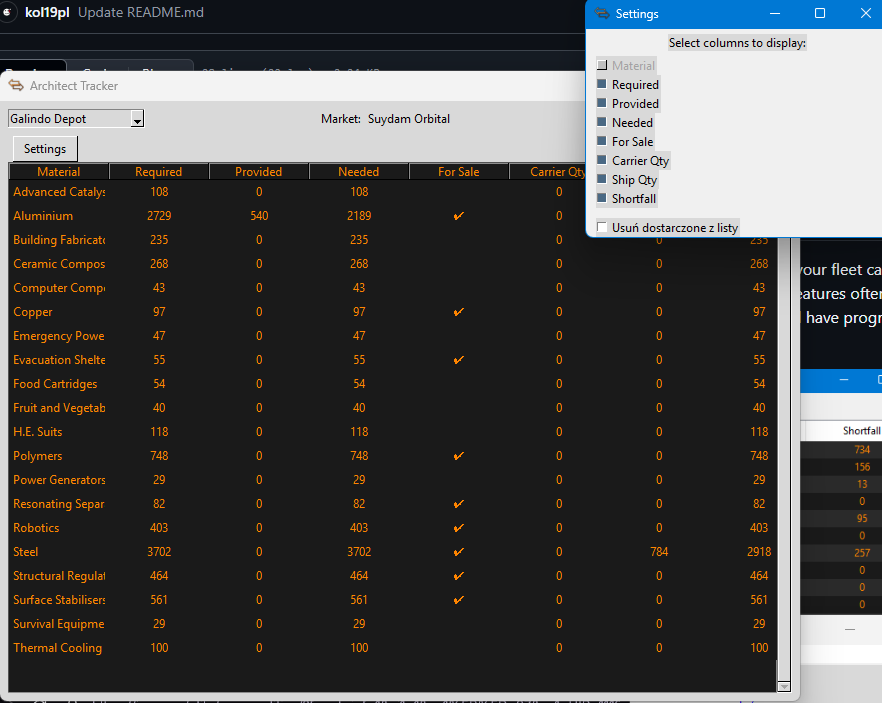 kol19pl Update README.md
Settings
Select columns to display:
Material
Required
Provided
Needed
For Sale
Carrier Qty
Ship Qty
Shortfall
Usuń dostarczone z listy
Architect Tracker
Galindo Depot Market: Suydam Orbital
Settings
Material Required Provided Needed For Sale Carrier Qty
Advanced Catalys 108 0 108 0
Aluminium 2729 540 2189 ✓ 0
Building Fabricato 235 0 235 0 0 235
Ceramic Compos 268 0 268 0 0 268
Computer Compo 43 0 43 0 0 43
Copper 97 0 97 ✓ 0 0 97
Emergency Powe 47 0 47 0 0 47
Evacuation Shelte 55 0 55 ✓ 0 0 55
Food Cartridges 54 0 54 0 0 54
Fruit and Vegetab 40 0 40 0 0 40
H.E. Suits 118 0 118 0 0 118
Polymers 748 0 748 ✓ 0 0 748
Power Generators 29 0 29 0 0 29
Resonating Separ 82 0 82 ✓ 0 0 82
Robotics 403 0 403 ✓ 0 0 403
Steel 3702 0 3702 ✓ 0 784 2918
Structural Regulat 464 0 464 ✓ 0 0 464
Surface Stabilisers 561 0 561 ✓ 0 0 561
Survival Equipme 29 0 29 0 0 29
Thermal Cooling 100 0 100 0 0 100
your fleet ca
eatures ofter
have progr
Shortfall
734
156
13
0
95
0
257
0
0
0